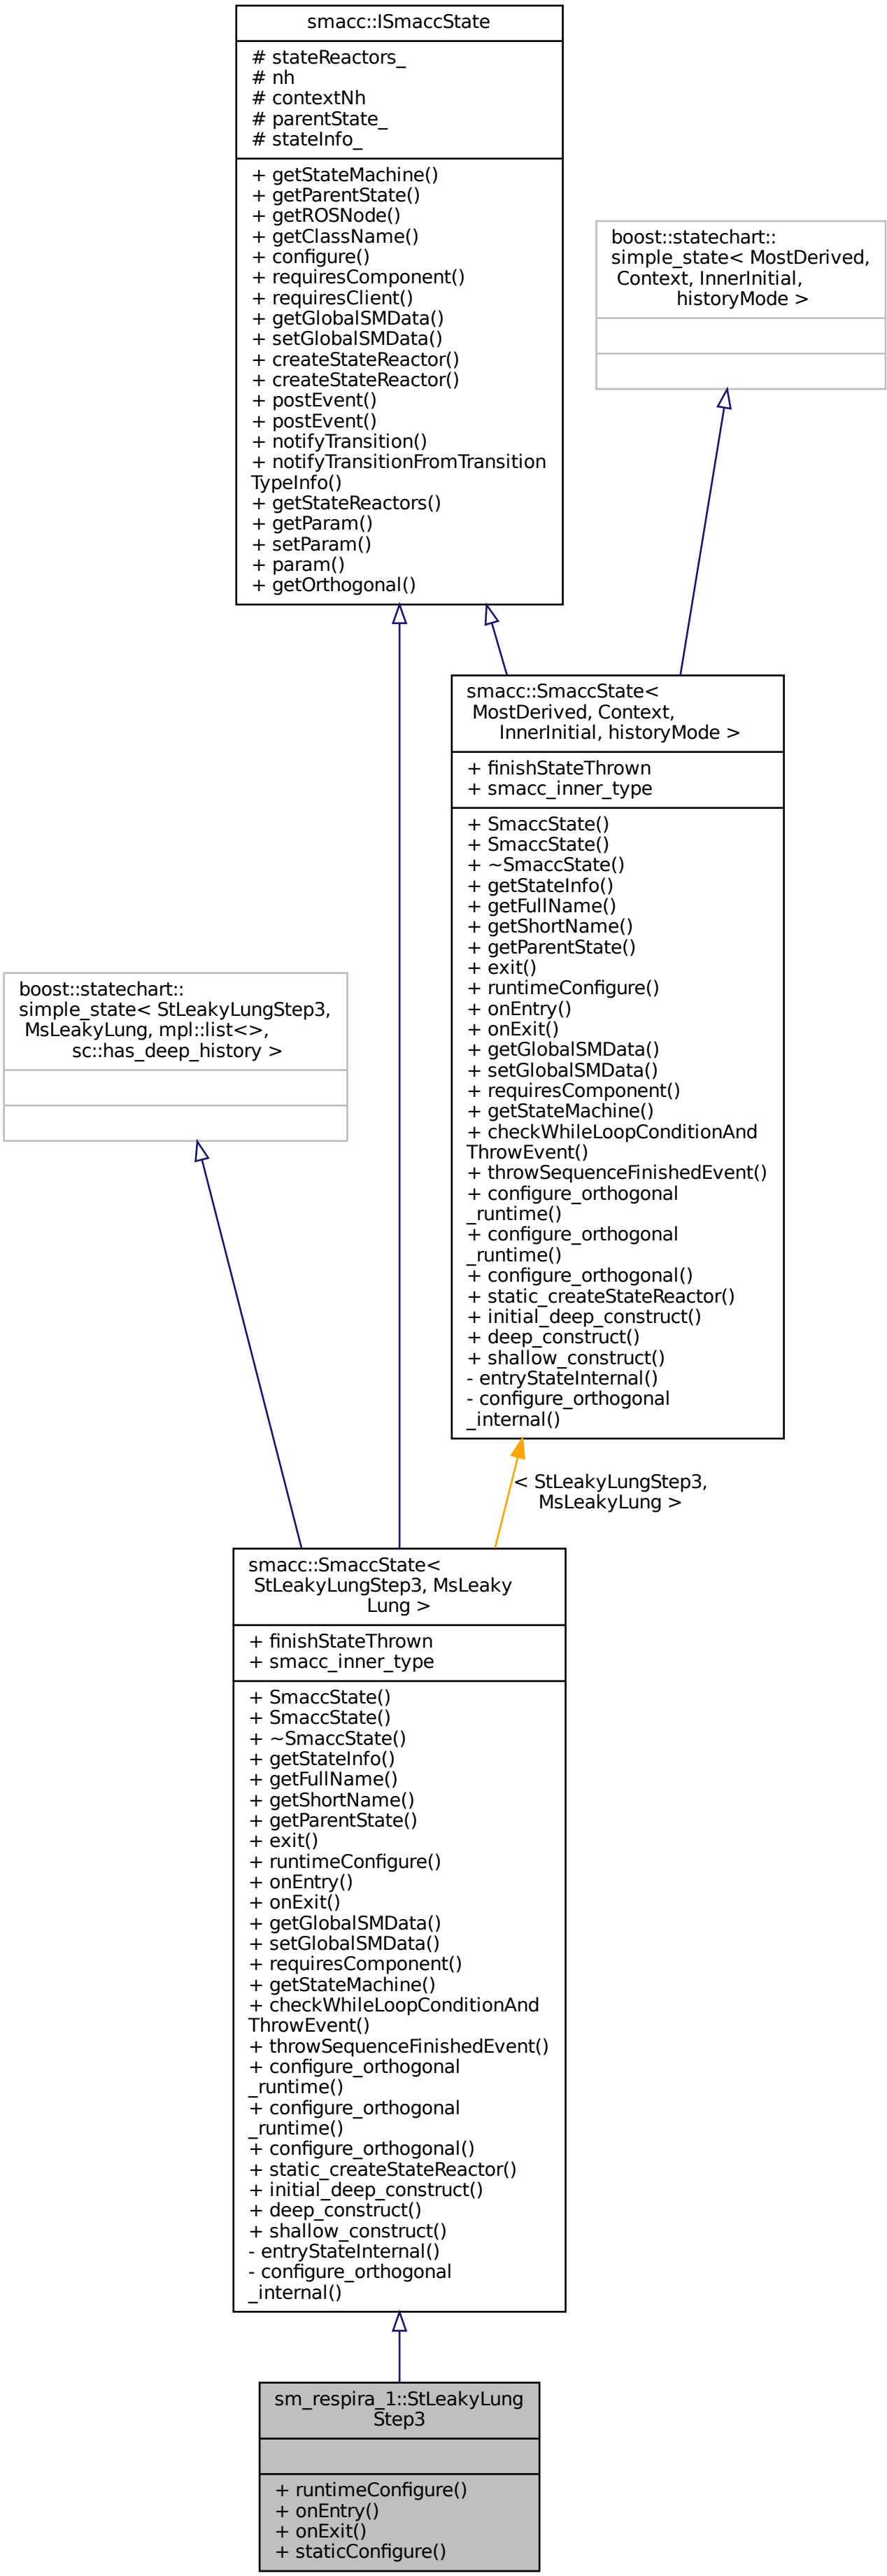 smacc::ISmaccState
# stateReactors_
# nh
# contextNh
# parentState_
# stateInfo_
+ getStateMachine()
+ getParentState()
+ getROSNode()
+ getClassName()
+ configure()
+ requiresComponent()
+ requiresClient()
+ getGlobalSMData()
+ setGlobalSMData()
+ createStateReactor()
+ createStateReactor()
+ postEvent()
+ postEvent()
+ notifyTransition()
+ notifyTransitionFromTransition
TypeInfo()
+ getStateReactors()
+ getParam()
+ setParam()
+ param()
+ getOrthogonal()
boost::statechart::
simple_state< MostDerived,
Context, InnerInitial,
historyMode >
smacc::SmaccState<
MostDerived, Context,
InnerInitial, historyMode >
+ finishStateThrown
+ smacc_inner_type
+ SmaccState()
+ SmaccState()
+ ~SmaccState()
+ getStateInfo()
+ getFullName()
+ getShortName()
+ getParentState()
+ exit()
+ runtimeConfigure()
+ onEntry()
+ onExit()
+ getGlobalSMData()
+ setGlobalSMData()
+ requiresComponent()
+ getStateMachine()
+ checkWhileLoopConditionAnd
ThrowEvent()
+ throwSequenceFinishedEvent()
+ configure_orthogonal
_runtime()
+ configure_orthogonal
_runtime()
+ configure_orthogonal()
+ static_createStateReactor()
+ initial_deep_construct()
+ deep_construct()
+ shallow_construct()
- entryStateInternal()
- configure_orthogonal
_internal()
boost::statechart::
simple_state< StLeakyLungStep3,
MsLeakyLung, mpl::list<>,
sc::has_deep_history >
< StLeakyLungStep3,
MsLeakyLung >
smacc::SmaccState<
StLeakyLungStep3, MsLeaky
Lung >
+ finishStateThrown
+ smacc_inner_type
+ SmaccState()
+ SmaccState()
+ ~SmaccState()
+ getStateInfo()
+ getFullName()
+ getShortName()
+ getParentState()
+ exit()
+ runtimeConfigure()
+ onEntry()
+ onExit()
+ getGlobalSMData()
+ setGlobalSMData()
+ requiresComponent()
+ getStateMachine()
+ checkWhileLoopConditionAnd
ThrowEvent()
+ throwSequenceFinishedEvent()
+ configure_orthogonal
_runtime()
+ configure_orthogonal
_runtime()
+ configure_orthogonal()
+ static_createStateReactor()
+ initial_deep_construct()
+ deep_construct()
+ shallow_construct()
- entryStateInternal()
- configure_orthogonal
_internal()
sm_respira_1::StLeakyLung
Step3
+ runtimeConfigure()
+ onEntry()
+ onExit()
+ staticConfigure()